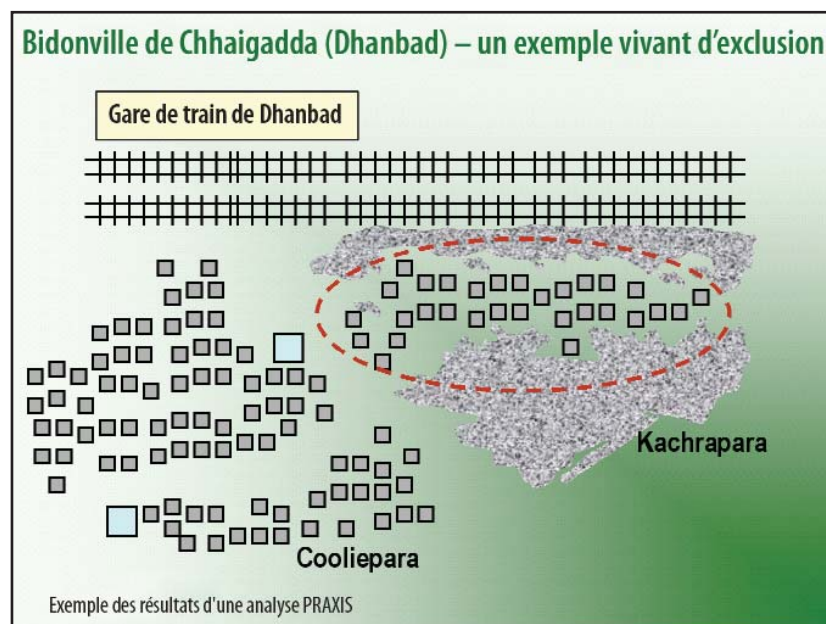 Bidonville de Chhaigadda (Dhanbad) – un exemple vivant d’exclusion
Gare de train de Dhanbad
Kachrapara
Cooliepara
Exemple des résultats d'une analyse PRAXIS